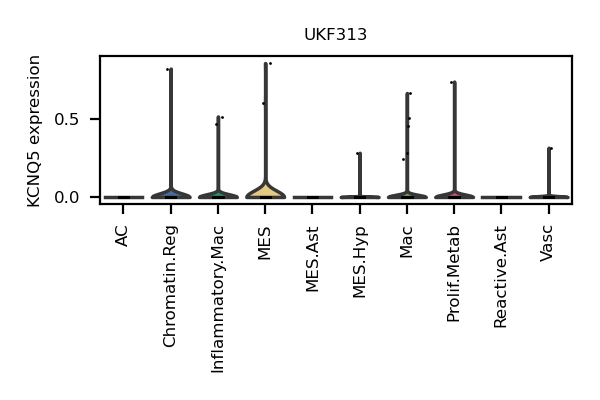 UKF313
KCNQ5 expression
0.5
0.0
AC
Chromatin.Reg
Inflammatory.Mac
MES
MES.Ast
MES.Hyp
Mac
Prolif.Metab
Reactive.Ast
Vasc